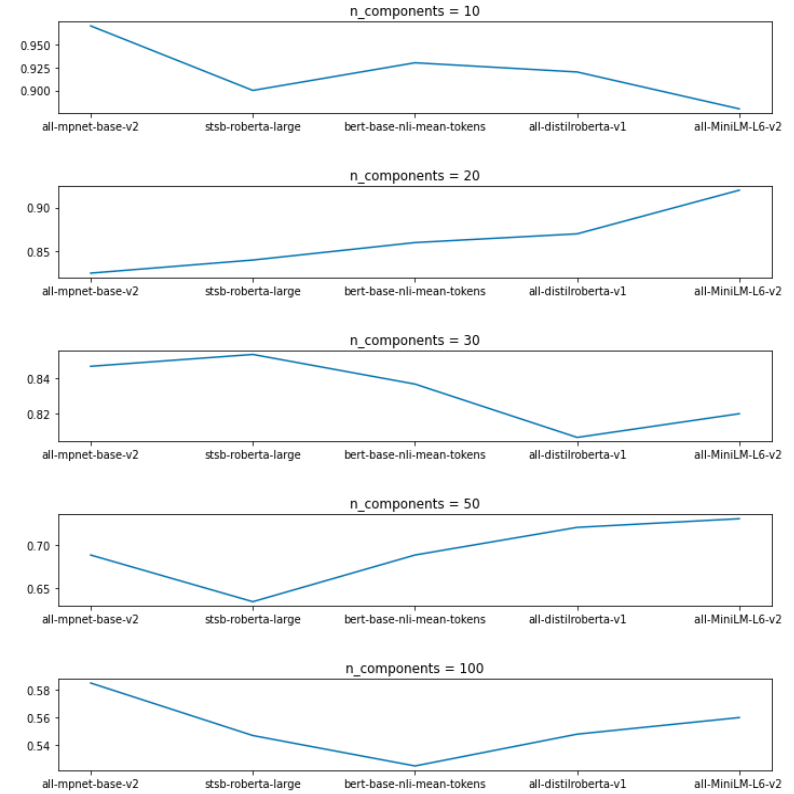 n_components = 10
0.950
0.925
0.900
all-mpnet-base-v2 stsb-roberta-large bert-base-nli-mean-tokens all-distilroberta-v1 all-MiniLM-L6-v2
n_components = 20
0.90
0.85
all-mpnet-base-v2 stsb-roberta-large bert-base-nli-mean-tokens all-distilroberta-v1 all-MiniLM-L6-v2
n_components = 30
0.84
0.82
all-mpnet-base-v2 stsb-roberta-large bert-base-nli-mean-tokens all-distilroberta-v1 all-MiniLM-L6-v2
n_components = 50
0.70
0.65
all-mpnet-base-v2 stsb-roberta-large bert-base-nli-mean-tokens all-distilroberta-v1 all-MiniLM-L6-v2
n_components = 100
0.58
0.56
0.54
all-mpnet-base-v2 stsb-roberta-large bert-base-nli-mean-tokens all-distilroberta-v1 all-MiniLM-L6-v2